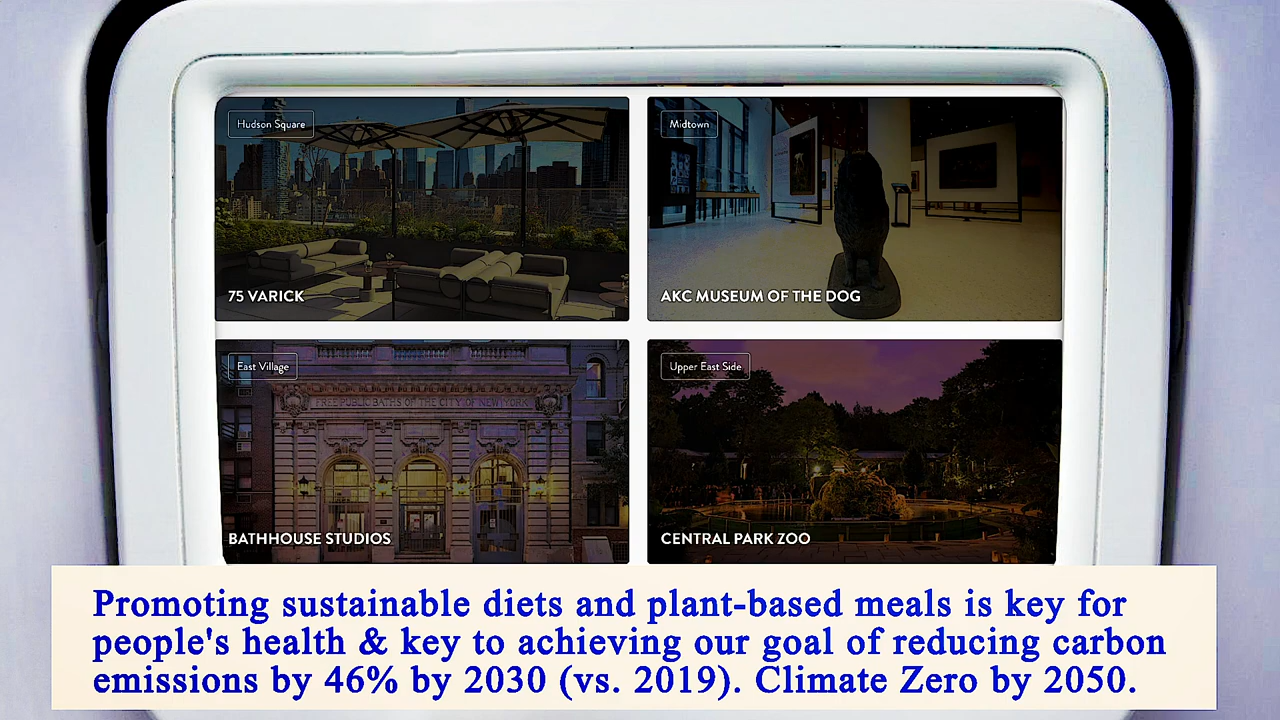 Hudson Square
75 VARICK
Midtown
AKC MUSEUM OF THE DOG
East Village
FREE PUBLIC BATHS OF THE CITY OF NEW YORK
BATHHOUSE STUDIOS
Upper East Side
CENTRAL PARK ZOO
Promoting sustainable diets and plant-based meals is key for
people's health & key to achieving our goal of reducing carbon
emissions by 46% by 2030 (vs. 2019). Climate Zero by 2050.